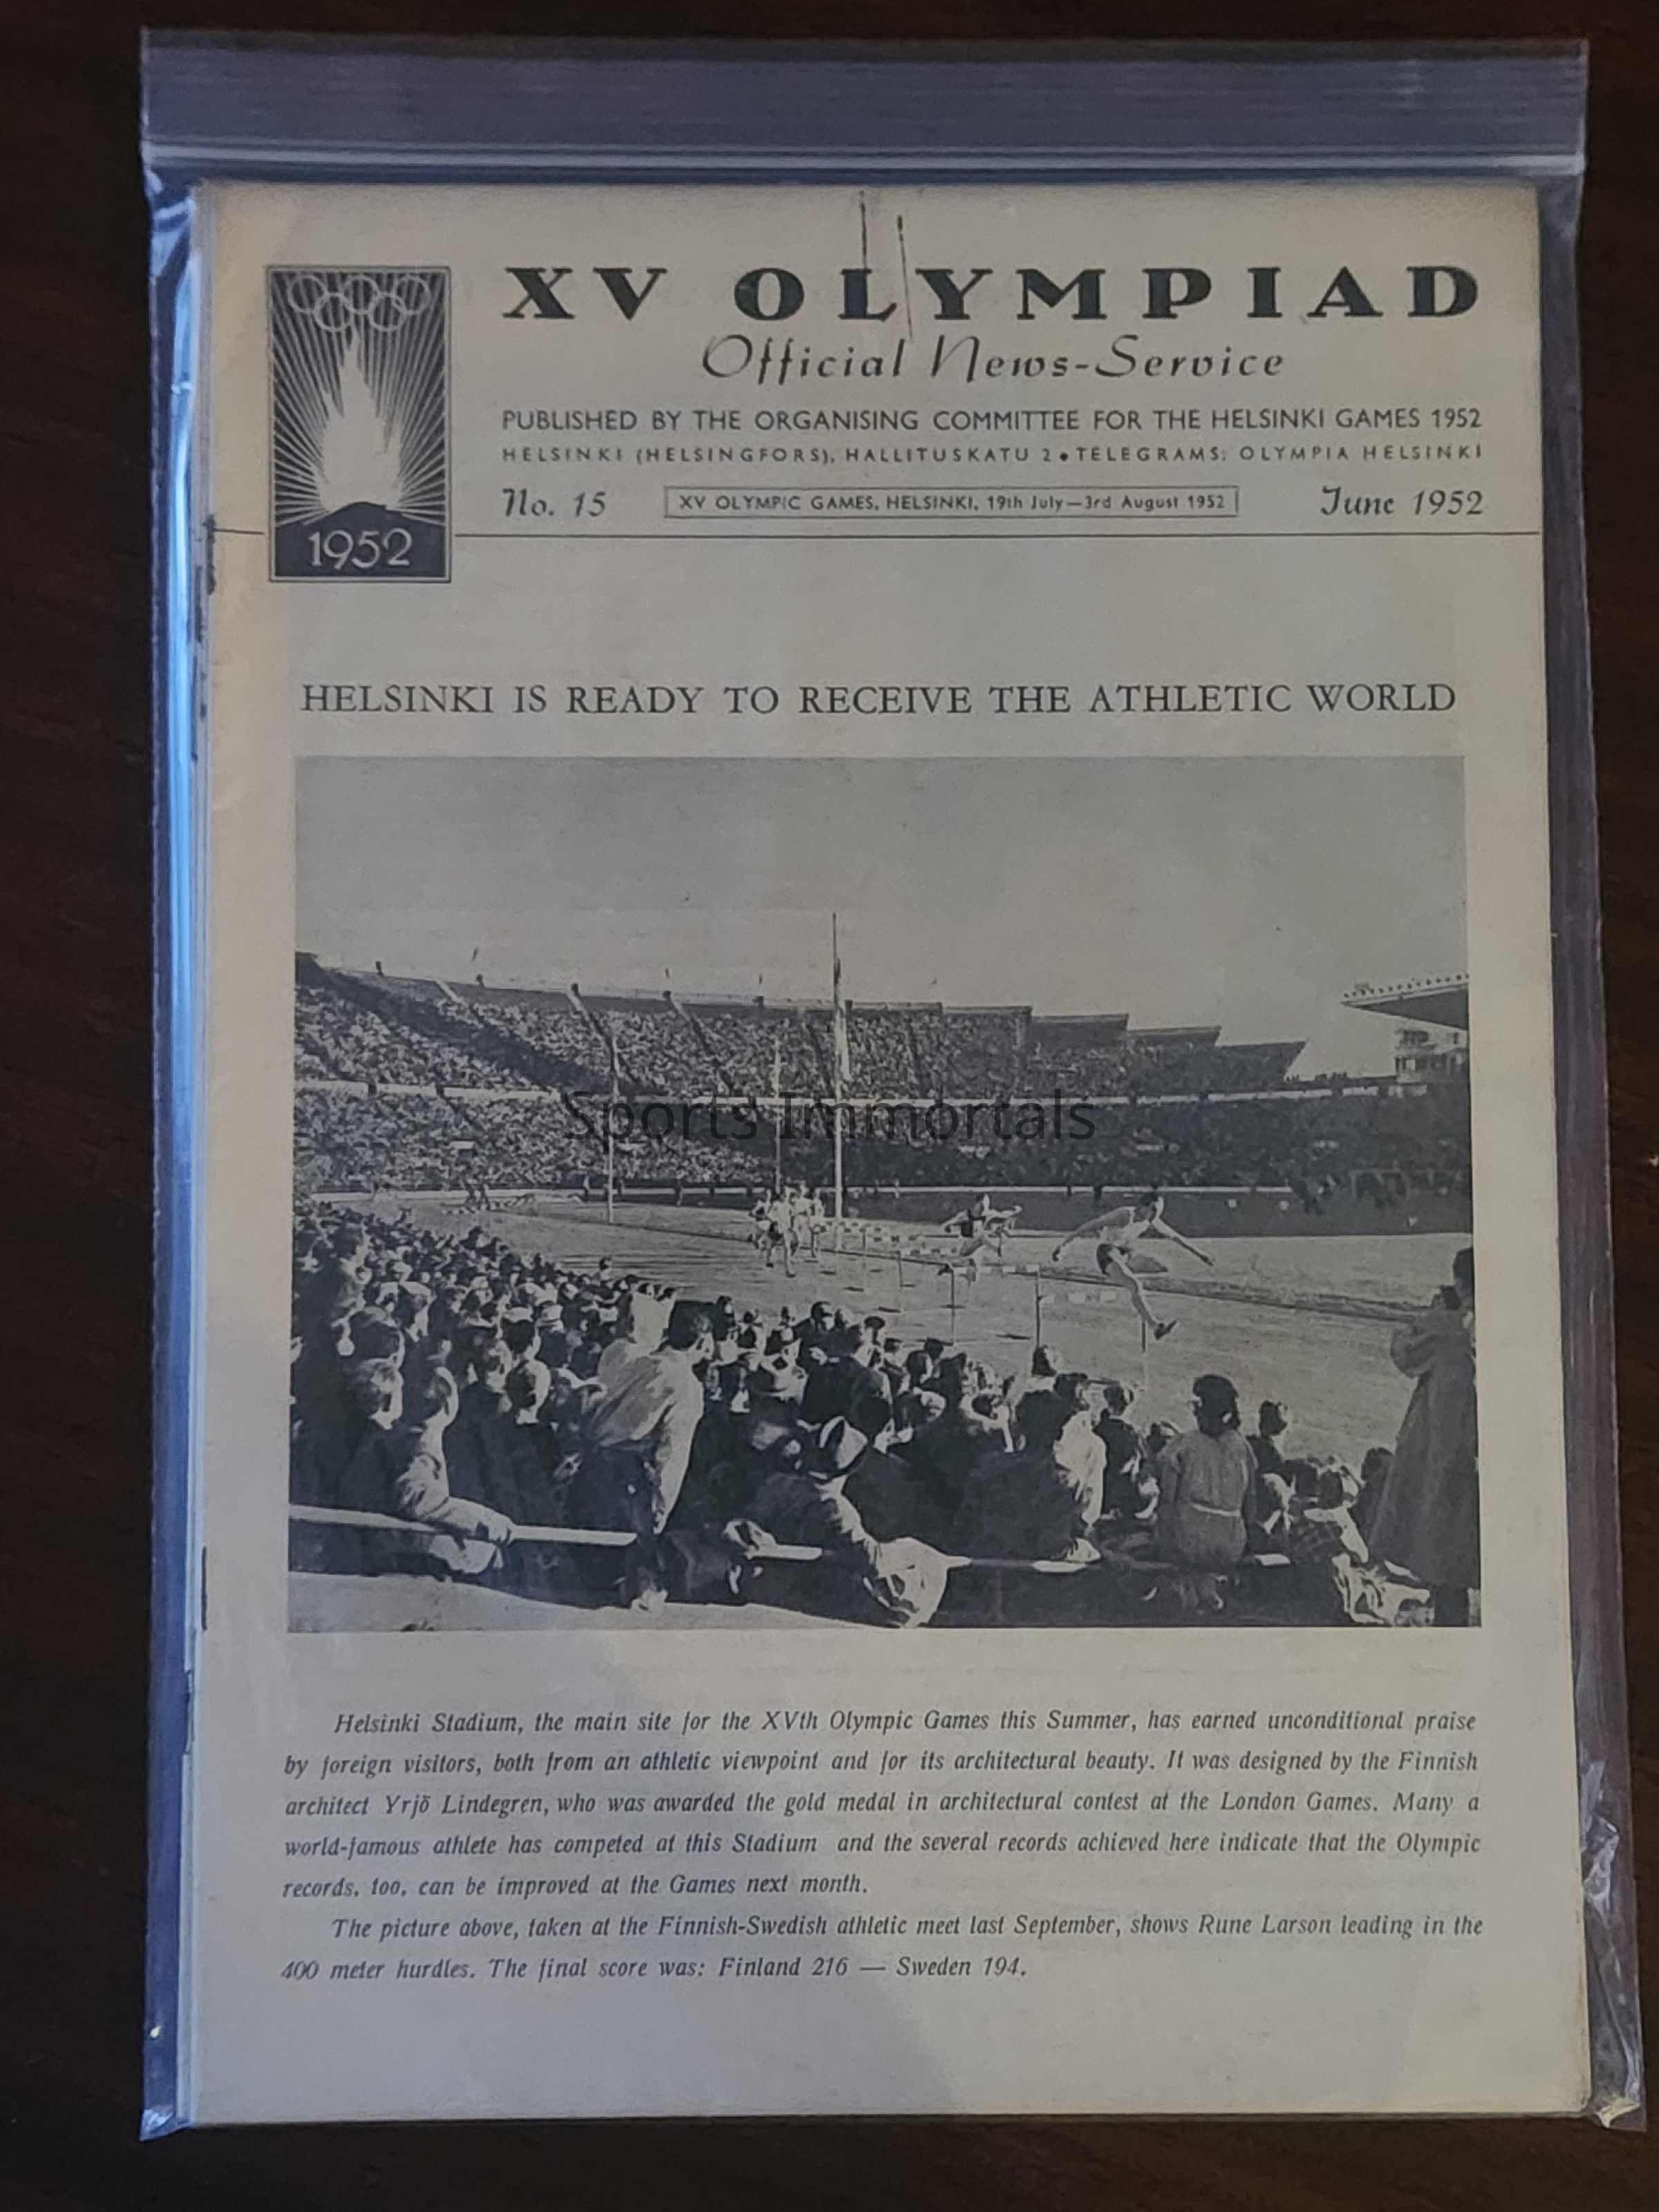 XV OLYMPIAD
Official News-Service
PUBLISHED BY THE ORGANISING COMMITTEE FOR THE HELSINKI GAMES 1952
HELSINKI (HELSINGFORS), HALLITUSKATU 2 • TELEGRAMS: OLYMPIA HELSINKI
No. 15 XV OLYMPIC GAMES, HELSINKI, 19th July—3rd August 1952 June 1952
1952
HELSINKI IS READY TO RECEIVE THE ATHLETIC WORLD
Sports Immortals
Helsinki Stadium, the main site for the XVth Olympic Games this Summer, has earned unconditional praise
by foreign visitors, both from an athletic viewpoint and for its architectural beauty. It was designed by the Finnish
architect Yrjö Lindegren, who was awarded the gold medal in architectural contest at the London Games. Many a
world-famous athlete has competed at this Stadium and the several records achieved here indicate that the Olympic
records, too, can be improved at the Games next month.
The picture above, taken at the Finnish-Swedish athletic meet last September, shows Rune Larson leading in the
400 meter hurdles. The final score was: Finland 216 — Sweden 194.